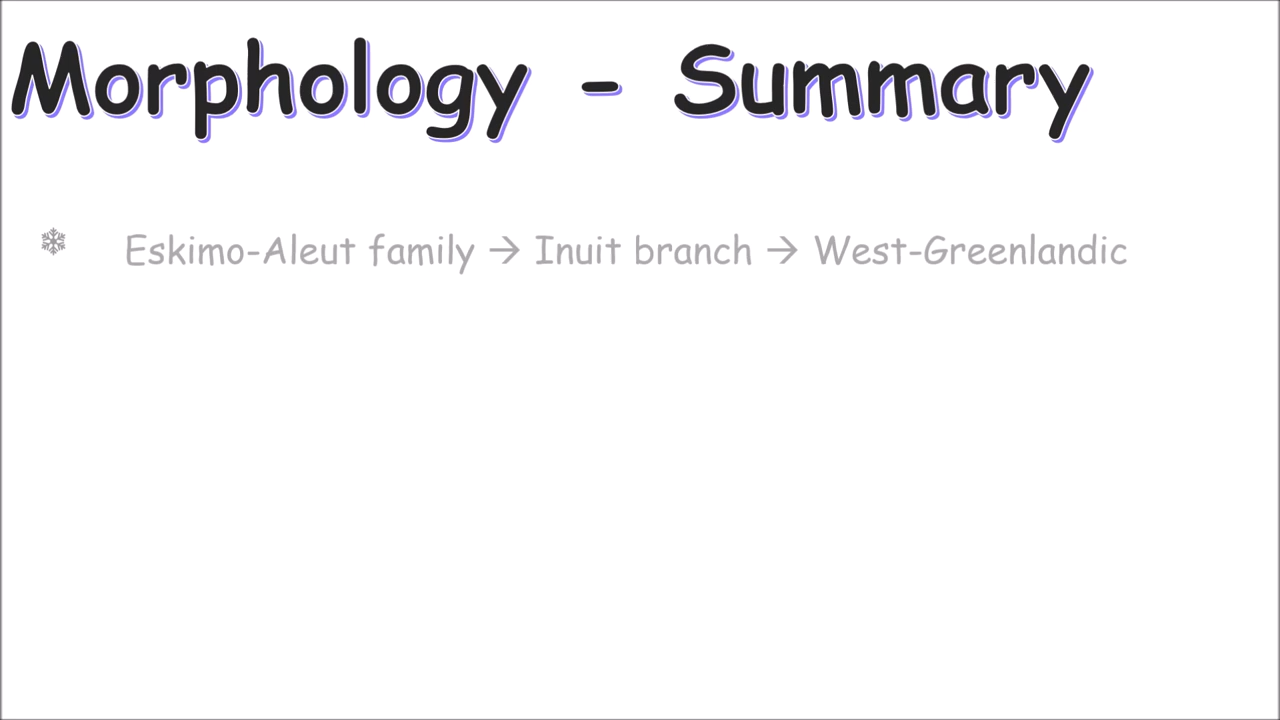 Morphology - Summary
❄ Eskimo-Aleut family → Inuit branch → West-Greenlandic